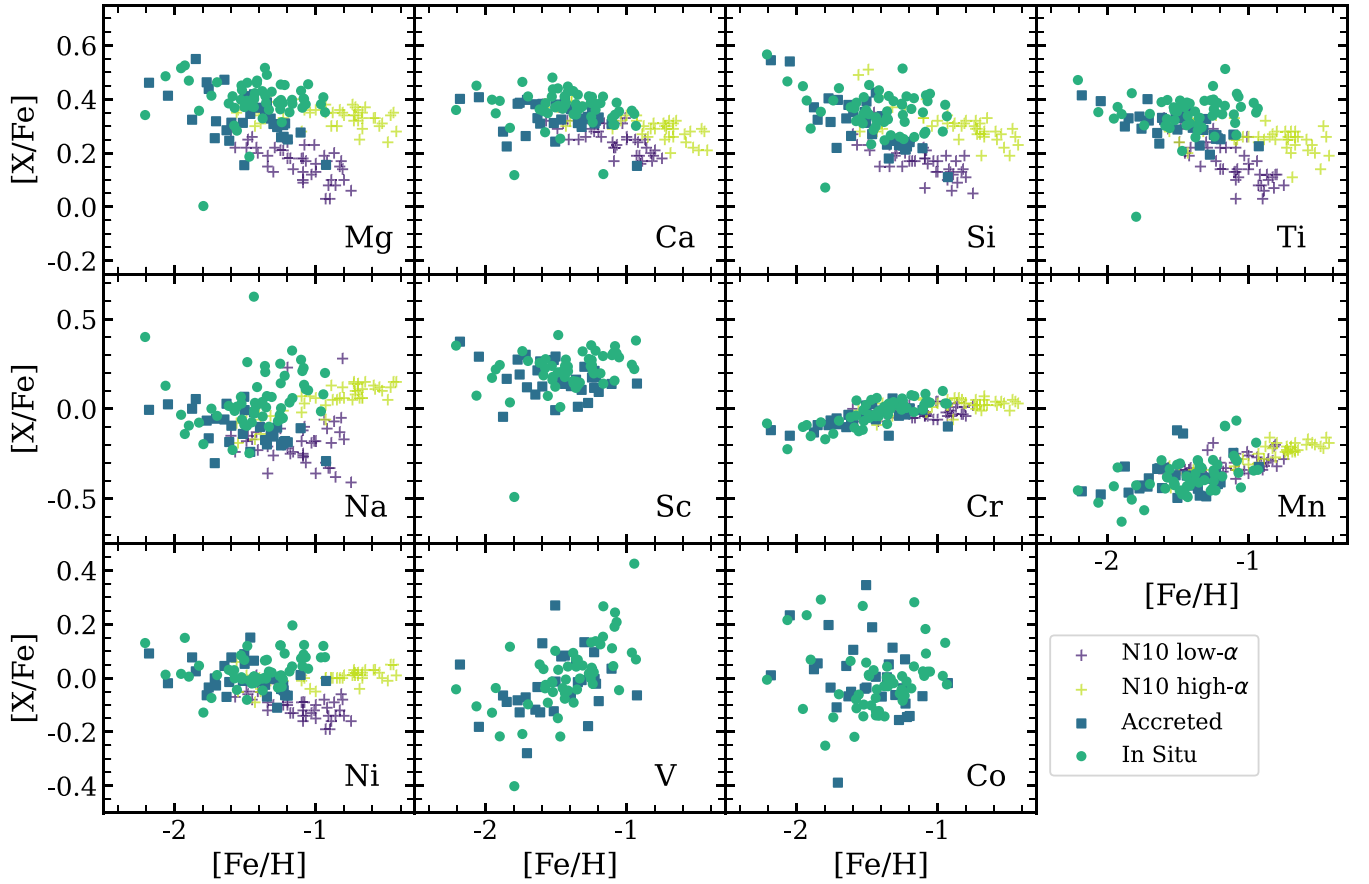 [X/Fe]
0.6
0.4
0.2
0.0
-0.2
Mg
Ca
Si
Ti
[X/Fe]
0.5
0.0
-0.5
Na
Sc
Cr
Mn
-2
-1
[Fe/H]
[X/Fe]
0.4
0.2
0.0
-0.2
-0.4
Ni
V
Co
-2
-1
-2
-1
-2
-1
[Fe/H]
[Fe/H]
[Fe/H]
N10 low-α
N10 high-α
Accreted
In Situ